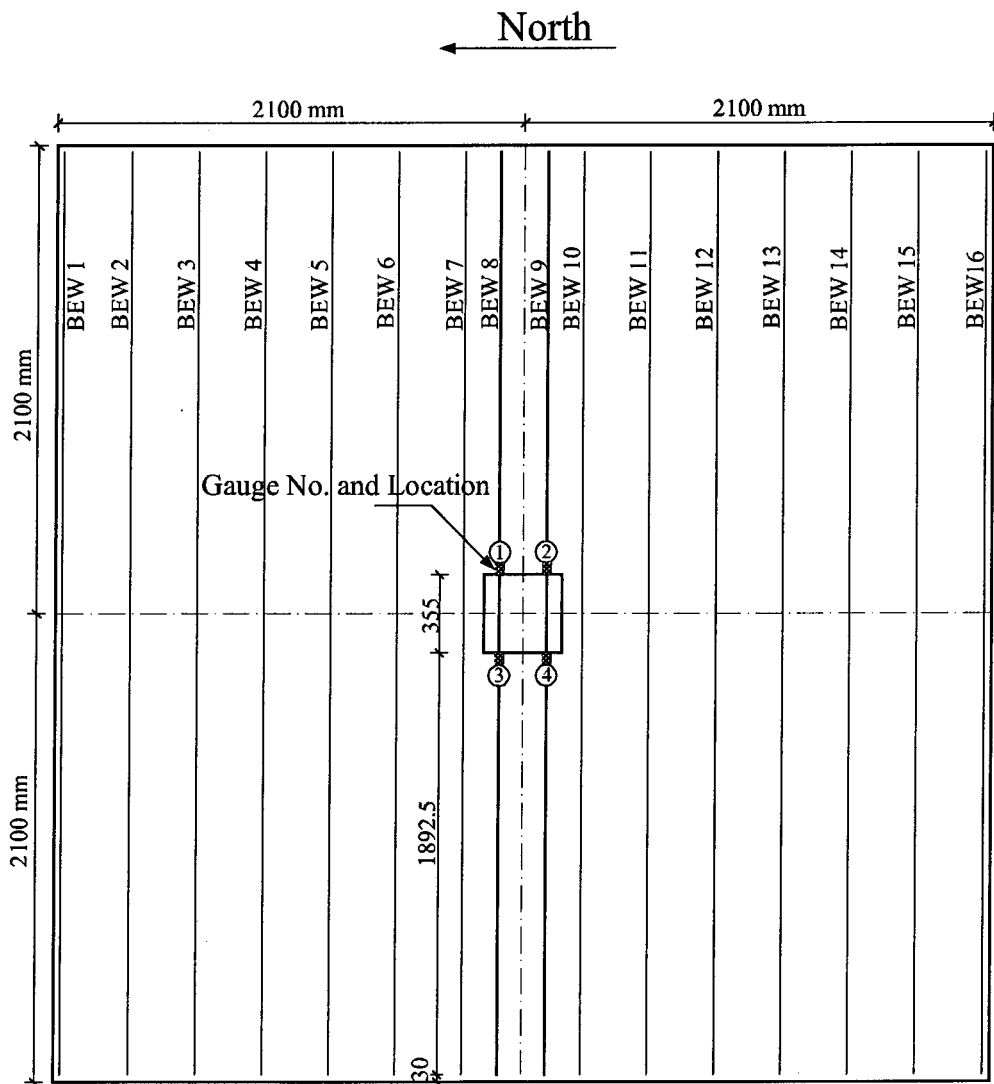 North
2100 mm
2100 mm
2100 mm
BEW 1
BEW 2
BEW 3
BEW 4
BEW 5
BEW 6
BEW 7
BEW 8
BEW 9
BEW 10
BEW 11
BEW 12
BEW 13
BEW 14
BEW 15
BEW16
Gauge No. and Location
1
2
355
3
4
2100 mm
1892.5
30